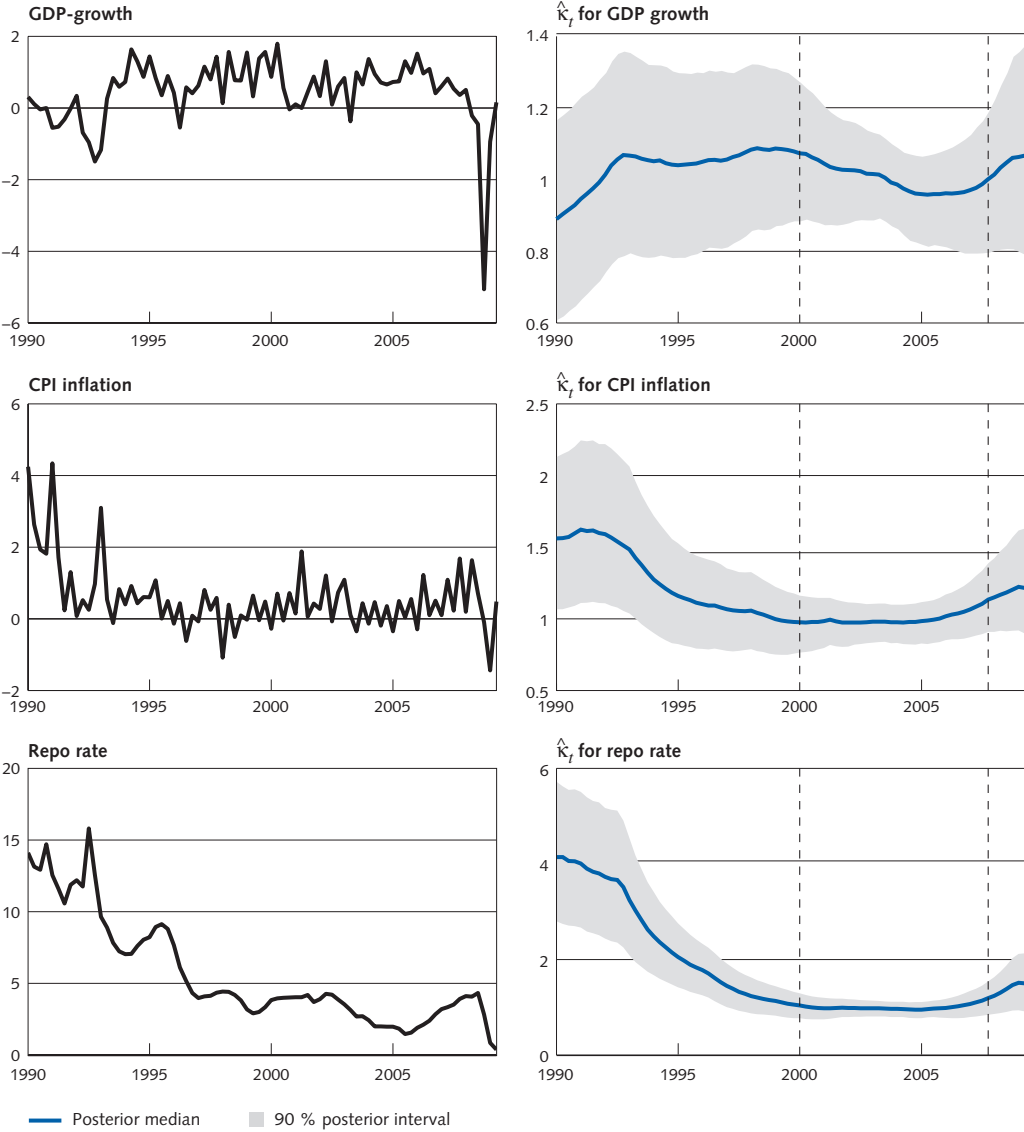 GDP-growth
2
0
–2
–4
–6
1990 1995 2000 2005
κ̂t for GDP growth
1.4
1.2
1
0.8
0.6
1990 1995 2000 2005
CPI inflation
6
4
2
0
–2
1990 1995 2000 2005
κ̂t for CPI inflation
2.5
2
1.5
1
0.5
1990 1995 2000 2005
Repo rate
20
15
10
5
0
1990 1995 2000 2005
κ̂t for repo rate
6
4
2
0
1990 1995 2000 2005
Posterior median 90 % posterior interval